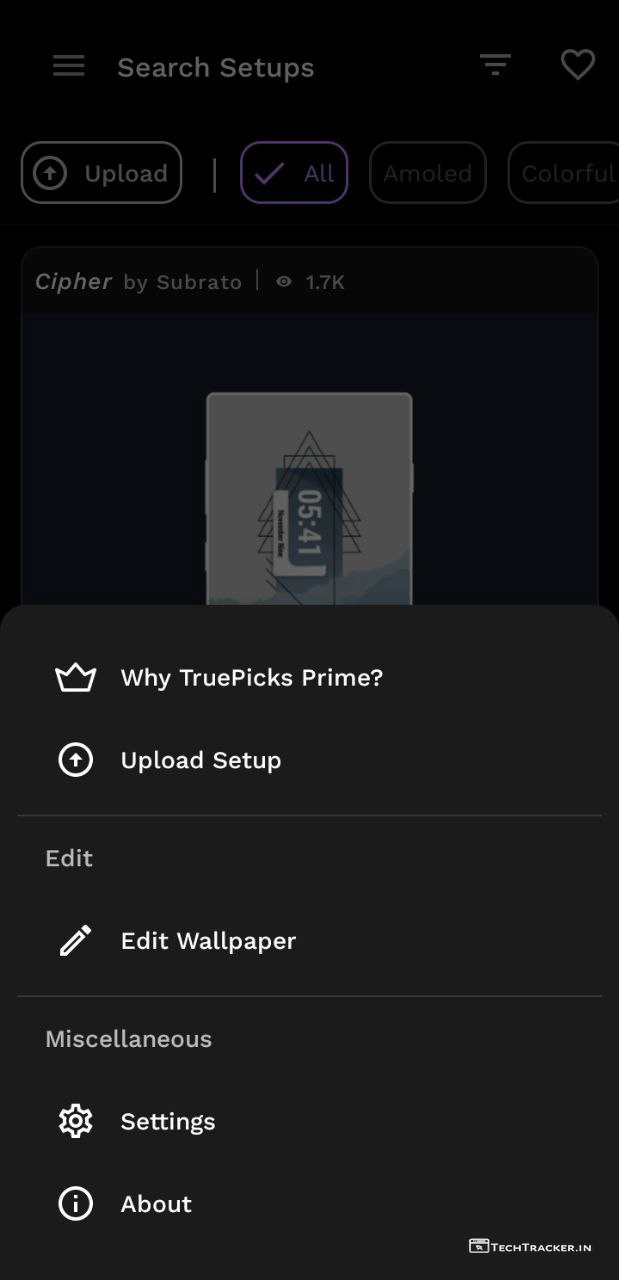 Search Setups
Upload | All Amoled Colorful
Cipher by Subrato | 1.7K
05:41
November Nine
Why TruePicks Prime?
Upload Setup
Edit
Edit Wallpaper
Miscellaneous
Settings
About
TECHTRACKER.IN